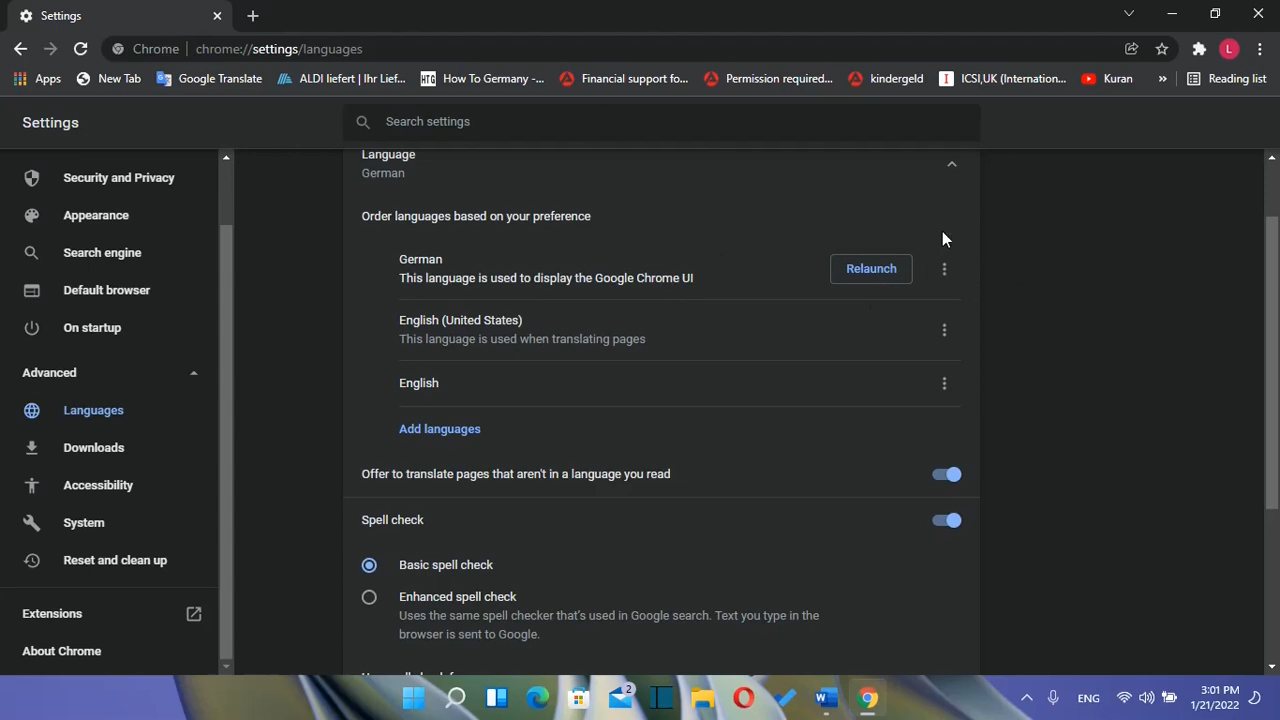 Settings
Chrome
chrome://settings/languages
L
Apps
New Tab
Google Translate
ALDI liefert | Ihr Lief...
HTG
How To Germany -...
Financial support fo...
Permission required...
kindergeld
I
ICSI,UK (Internation...
Kuran
»
Reading list
Settings
Search settings
Security and Privacy
Appearance
Search engine
Default browser
On startup
Advanced
Languages
Downloads
Accessibility
System
Reset and clean up
Extensions
About Chrome
Language
German
Order languages based on your preference
German
This language is used to display the Google Chrome UI
Relaunch
English (United States)
This language is used when translating pages
English
Add languages
Offer to translate pages that aren't in a language you read
Spell check
Basic spell check
Enhanced spell check
Uses the same spell checker that's used in Google search. Text you type in the
browser is sent to Google.
2
ENG
3:01 PM
1/21/2022